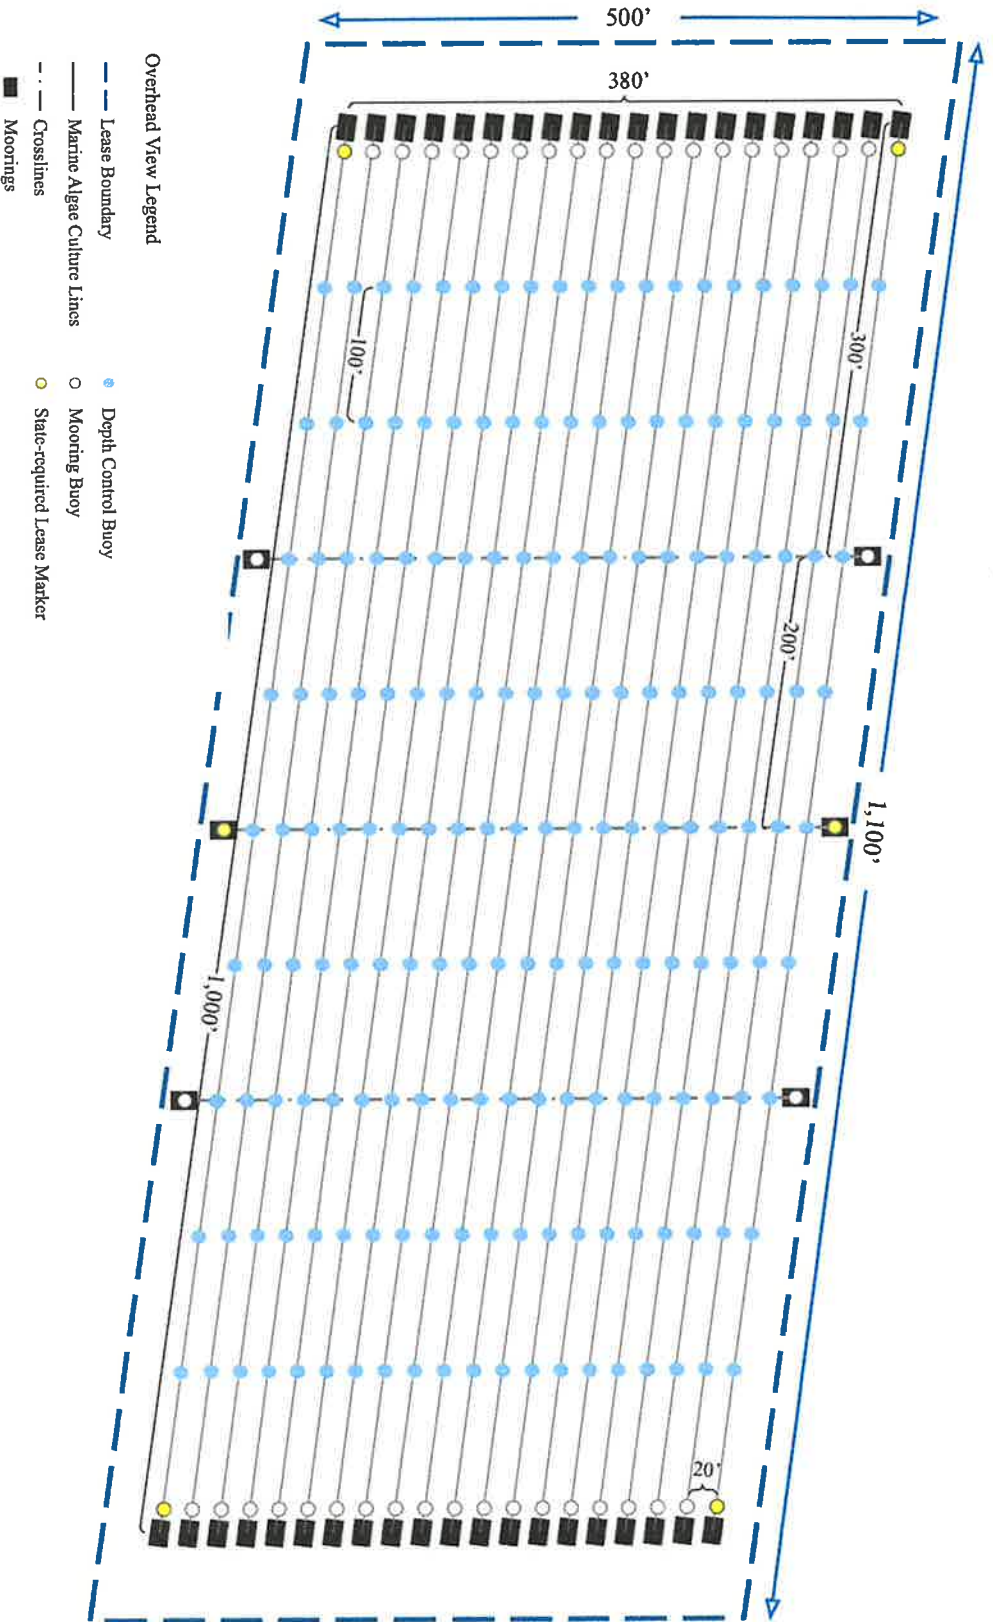 500'
380'
1,100'
300'
100'
200'
1,000'
20'
Overhead View Legend
Lease Boundary
Marine Algae Culture Lines
Crosslines
Moorings
Depth Control Buoy
Mooring Buoy
State-required Lease Marker